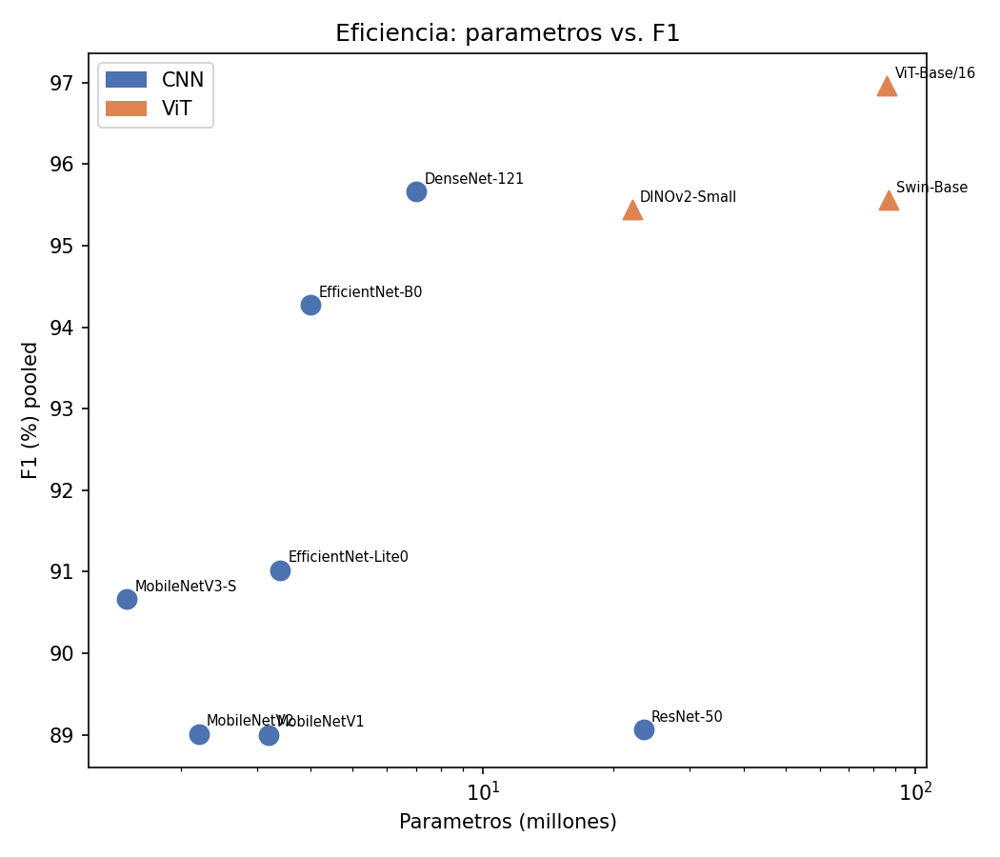 Eficiencia: parametros vs. F1
CNN
ViT
97
96
95
94
93
92
91
90
89
F1 (%) pooled
ViT-Base/16
Swin-Base
DenseNet-121
DINOv2-Small
EfficientNet-B0
EfficientNet-Lite0
MobileNetV3-S
MobileNetV2
MobileNetV1
ResNet-50
10¹
10²
Parametros (millones)